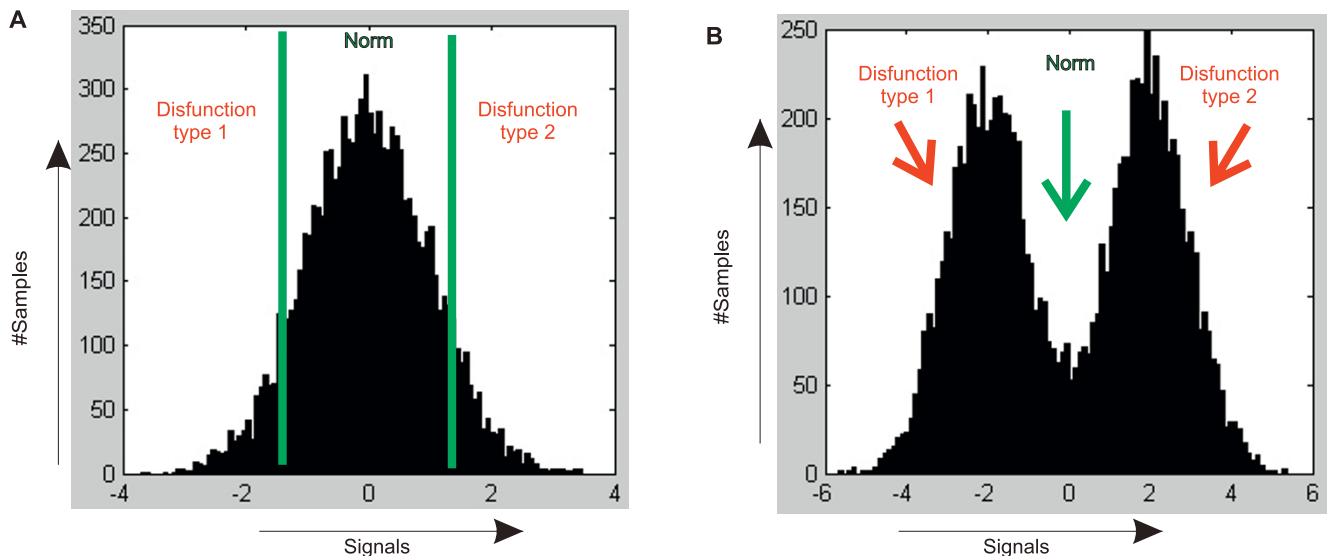 A
350
300
250
200
150
100
50
0
-4
-2
0
2
4
Norm
Disfunction
type 1
Disfunction
type 2
#Samples
Signals
B
250
200
150
100
50
0
-6
-4
-2
0
2
4
6
Disfunction
type 1
Norm
Disfunction
type 2
#Samples
Signals